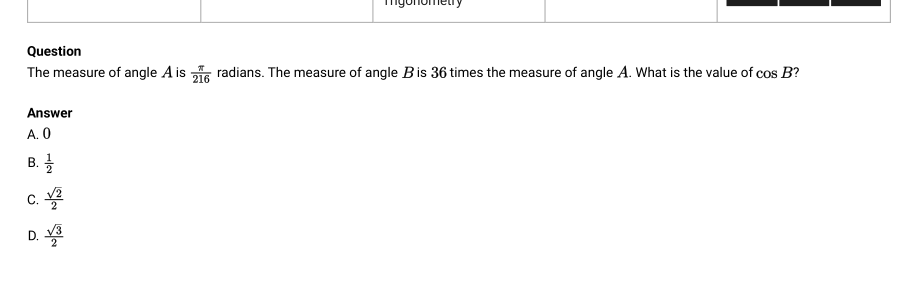 Trigonometry
Question
The measure of angle A is π/216 radians. The measure of angle B is 36 times the measure of angle A. What is the value of cos B?
Answer
A. 0
B. 1/2
C. √2/2
D. √3/2